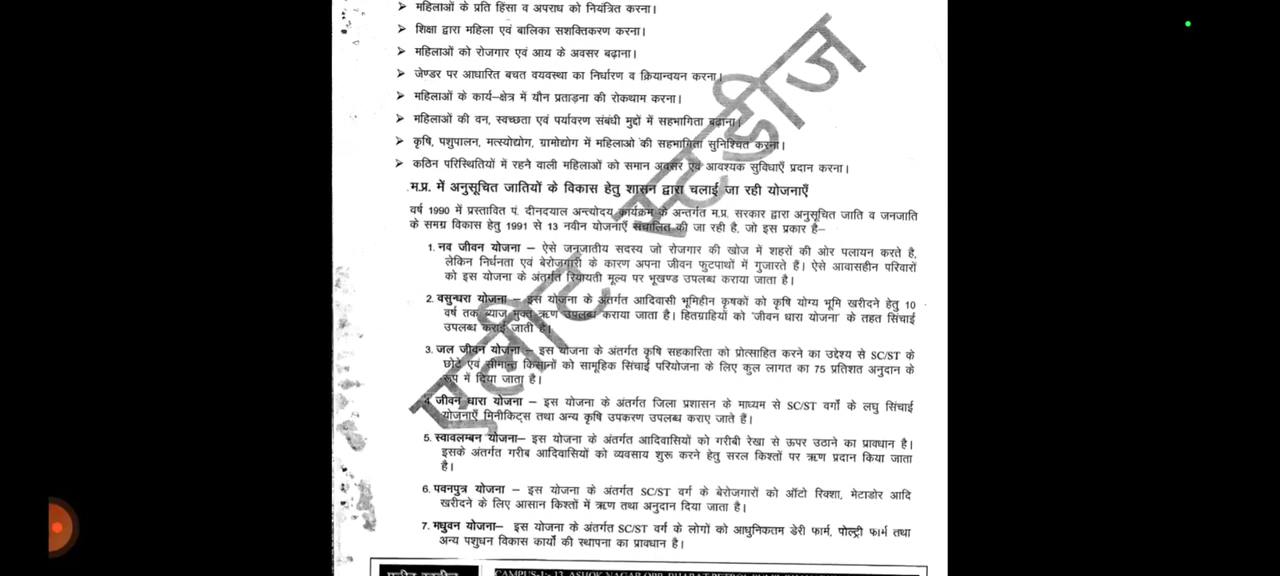 ➢ महिलाओं के प्रति हिंसा व अपराध को नियंत्रित करना।
➢ शिक्षा द्वारा महिला एवं बालिका सशक्तिकरण करना।
➢ महिलाओं को रोजगार एवं आय के अवसर बढ़ाना।
➢ जेण्डर पर आधारित बचत वयवस्था का निर्धारण व क्रियान्वयन करना।
➢ महिलाओं के कार्य–क्षेत्र में यौन प्रताड़ना की रोकथाम करना।
➢ महिलाओं की वन, स्वच्छता एवं पर्यावरण संबंधी मुद्दों में सहभागिता बढ़ाना।
➢ कृषि, पशुपालन, मत्स्योद्योग, ग्रामोद्योग में महिलाओ की सहभागिता सुनिश्चित करना।
➢ कठिन परिस्थितियों में रहने वाली महिलाओं को समान अवसर एवं आवश्यक सुविधाएँ प्रदान करना।
म.प्र. में अनुसूचित जातियों के विकास हेतु शासन द्वारा चलाई जा रही योजनाएँ
वर्ष 1990 में प्रस्तावित पं. दीनदयाल अन्त्योदय कार्यक्रम के अन्तर्गत म.प्र. सरकार द्वारा अनुसूचित जाति व जनजाति
के समग्र विकास हेतु 1991 से 13 नवीन योजनाएँ संचालित की जा रही है, जो इस प्रकार है–
1. नव जीवन योजना – ऐसे जनजातीय सदस्य जो रोजगार की खोज में शहरों की ओर पलायन करते है,
लेकिन निर्धनता एवं बेरोजगारी के कारण अपना जीवन फुटपाथों में गुजारते हैं। ऐसे आवासहीन परिवारों
को इस योजना के अंतर्गत रियायती मूल्य पर भूखण्ड उपलब्ध कराया जाता है।
2. वसुन्धरा योजना – इस योजना के अंतर्गत आदिवासी भूमिहीन कृषकों को कृषि योग्य भूमि खरीदने हेतु 10
वर्ष तक ब्याज मुक्त ऋण उपलब्ध कराया जाता है। हितग्राहियों को 'जीवन धारा योजना' के तहत सिंचाई
उपलब्ध कराई जाती है।
3. जल जीवन योजना – इस योजना के अंतर्गत कृषि सहकारिता को प्रोत्साहित करने का उद्देश्य से SC/ST के
छोटे एवं सीमान्त किसानों को सामूहिक सिंचाई परियोजना के लिए कुल लागत का 75 प्रतिशत अनुदान के
रूप में दिया जाता है।
4. जीवन धारा योजना – इस योजना के अंतर्गत जिला प्रशासन के माध्यम से SC/ST वर्गो के लघु सिंचाई
योजनाएँ मिनीकिट्स तथा अन्य कृषि उपकरण उपलब्ध कराए जाते हैं।
5. स्वावलम्बन योजना– इस योजना के अंतर्गत आदिवासियों को गरीबी रेखा से ऊपर उठाने का प्रावधान है।
इसके अंतर्गत गरीब आदिवासियों को व्यवसाय शुरू करने हेतु सरल किश्तों पर ऋण प्रदान किया जाता
है।
6. पवनपुत्र योजना – इस योजना के अंतर्गत SC/ST वर्ग के बेरोजगारों को ऑटो रिक्शा, मेटाडोर आदि
खरीदने के लिए आसान किश्तों में ऋण तथा अनुदान दिया जाता है।
7. मधुवन योजना– इस योजना के अंतर्गत SC/ST वर्ग के लोगों को आधुनिकतम डेरी फार्म, पोल्ट्री फार्म तथा
अन्य पशुधन विकास कार्यों की स्थापना का प्रावधान है।
एलीट स्टडीज
CAMPUS-1:- 13, ASHOK NAGAR OPP.